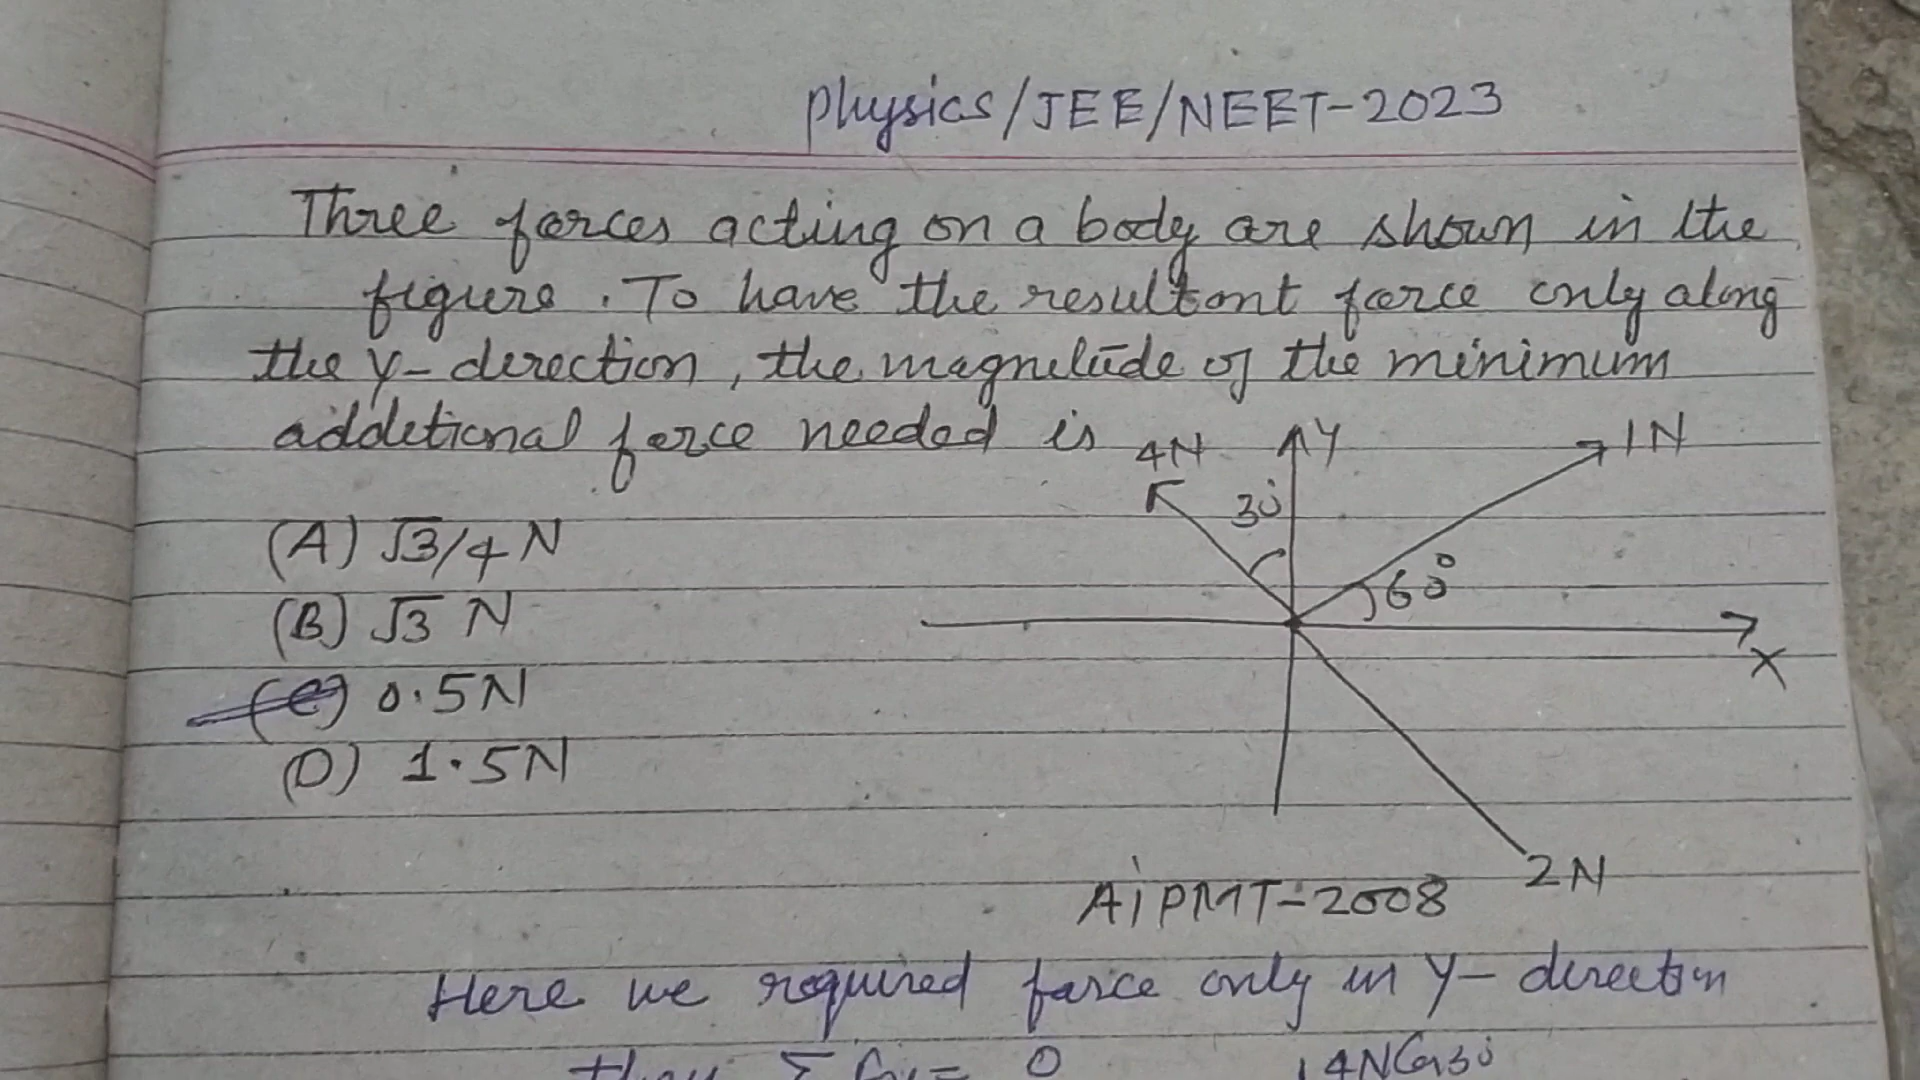 Physics/JEE/NEET-2023
Three forces acting on a body are shown in the
figure. To have the resultant force only along
the y-direction, the magnitude of the minimum
additional force needed is
4N
Y
1N
30°
60°
X
2N
(A) √3/4 N
(B) √3 N
(C) 0.5N
(D) 1.5N
AiPMT-2008
Here we required force only in Y-direction
0
4NCos30